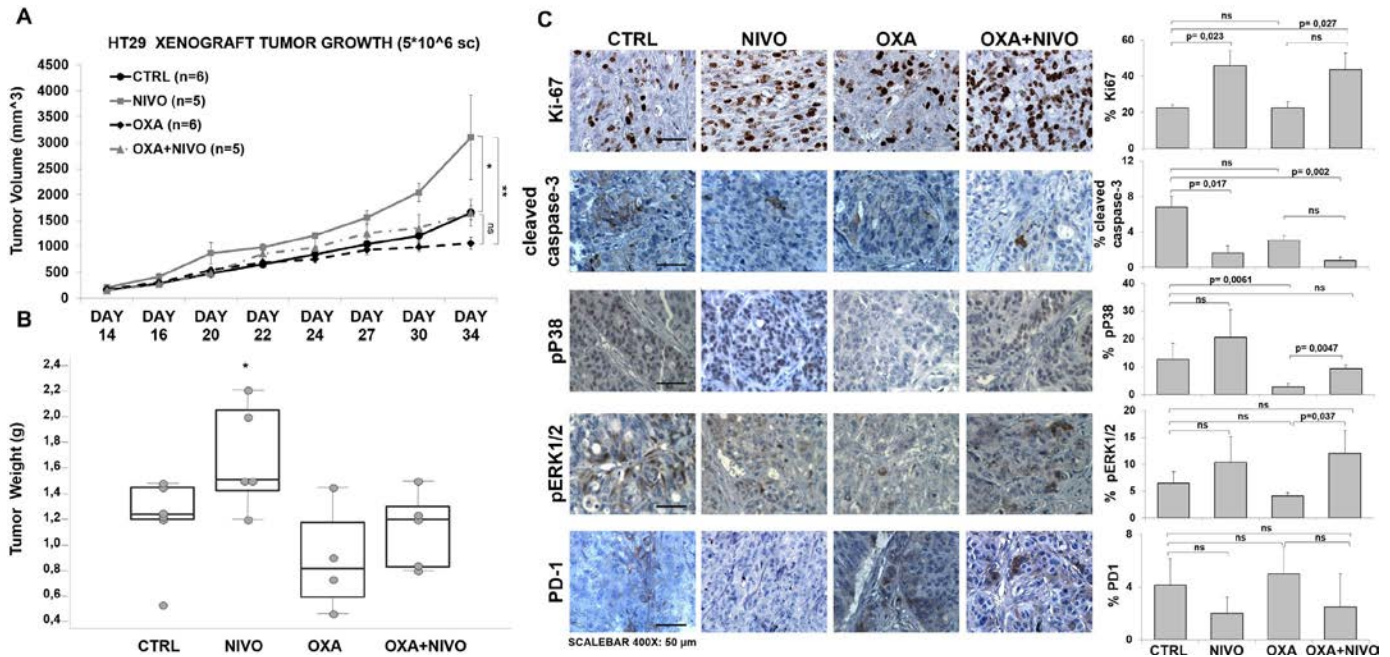 A
HT29 XENOGRAFT TUMOR GROWTH (5*10^6 sc)
Tumor Volume (mm^3)
4500
4000
3500
3000
2500
2000
1500
1000
500
0
CTRL (n=6)
NIVO (n=5)
OXA (n=6)
OXA+NIVO (n=5)
*
**
ns
DAY 14
DAY 16
DAY 20
DAY 22
DAY 24
DAY 27
DAY 30
DAY 34
B
Tumor Weight (g)
2,4
2,2
2,0
1,8
1,6
1,4
1,2
1,0
0,8
0,6
0,4
*
CTRL NIVO OXA OXA+NIVO
C
CTRL NIVO OXA OXA+NIVO
Ki-67
cleaved
caspase-3
pP38
pERK1/2
PD-1
SCALEBAR 400X: 50 µm
% Ki67
60
40
20
0
ns
p= 0,027
p= 0,023
ns
% cleaved
caspase-3
12
8
4
0
ns
p= 0,002
p= 0,017
ns
% pP38
40
30
20
10
0
p= 0,0061
ns
ns
p= 0,0047
% pERK1/2
20
15
10
5
0
ns
ns
p=0,037
ns
% PD1
8
4
0
ns
ns
ns
ns
CTRL NIVO OXA OXA+NIVO